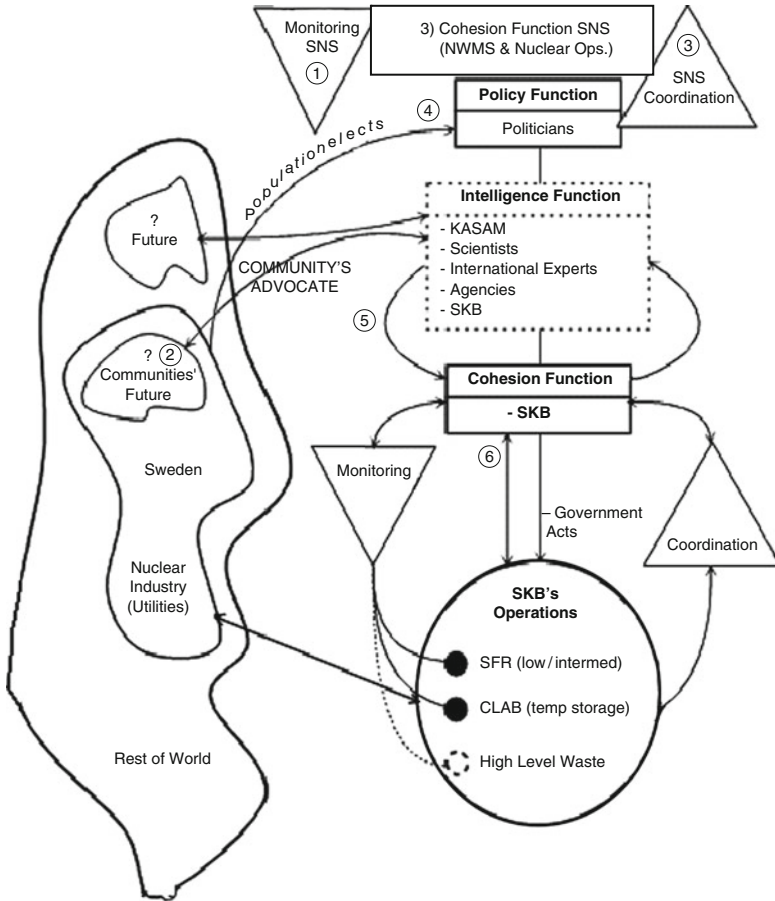 Monitoring
SNS
1
3) Cohesion Function SNS
(NWMS & Nuclear Ops.)
3
SNS
Coordination
4
Policy Function
Politicians
Populationelects
Intelligence Function
- KASAM
- Scientists
- International Experts
- Agencies
- SKB
?
Future
COMMUNITY'S
ADVOCATE
5
? 2
Communities'
Future
Cohesion Function
- SKB
Sweden
Monitoring
6
– Government
Acts
Coordination
Nuclear
Industry
(Utilities)
SKB's
Operations
SFR (low / intermed)
CLAB (temp storage)
High Level Waste
Rest of World